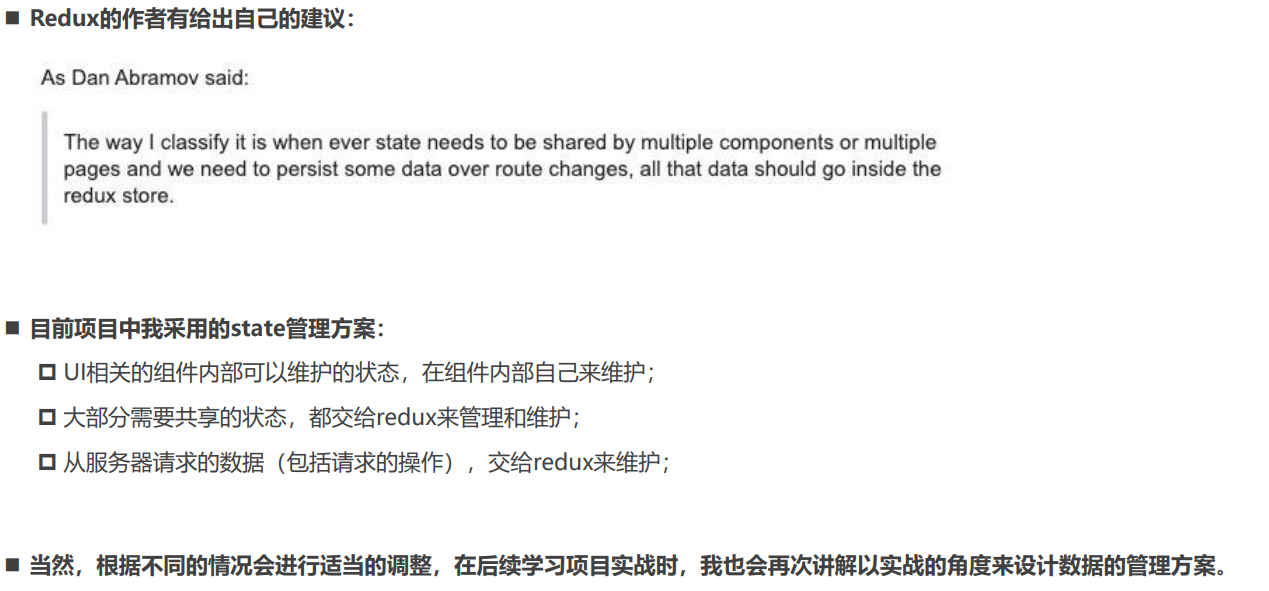 Redux的作者有给出自己的建议：
As Dan Abramov said:
The way I classify it is when ever state needs to be shared by multiple components or multiple
pages and we need to persist some data over route changes, all that data should go inside the
redux store.
目前项目中我采用的state管理方案：
UI相关的组件内部可以维护的状态，在组件内部自己来维护；
大部分需要共享的状态，都交给redux来管理和维护；
从服务器请求的数据（包括请求的操作），交给redux来维护；
当然，根据不同的情况会进行适当的调整，在后续学习项目实战时，我也会再次讲解以实战的角度来设计数据的管理方案。